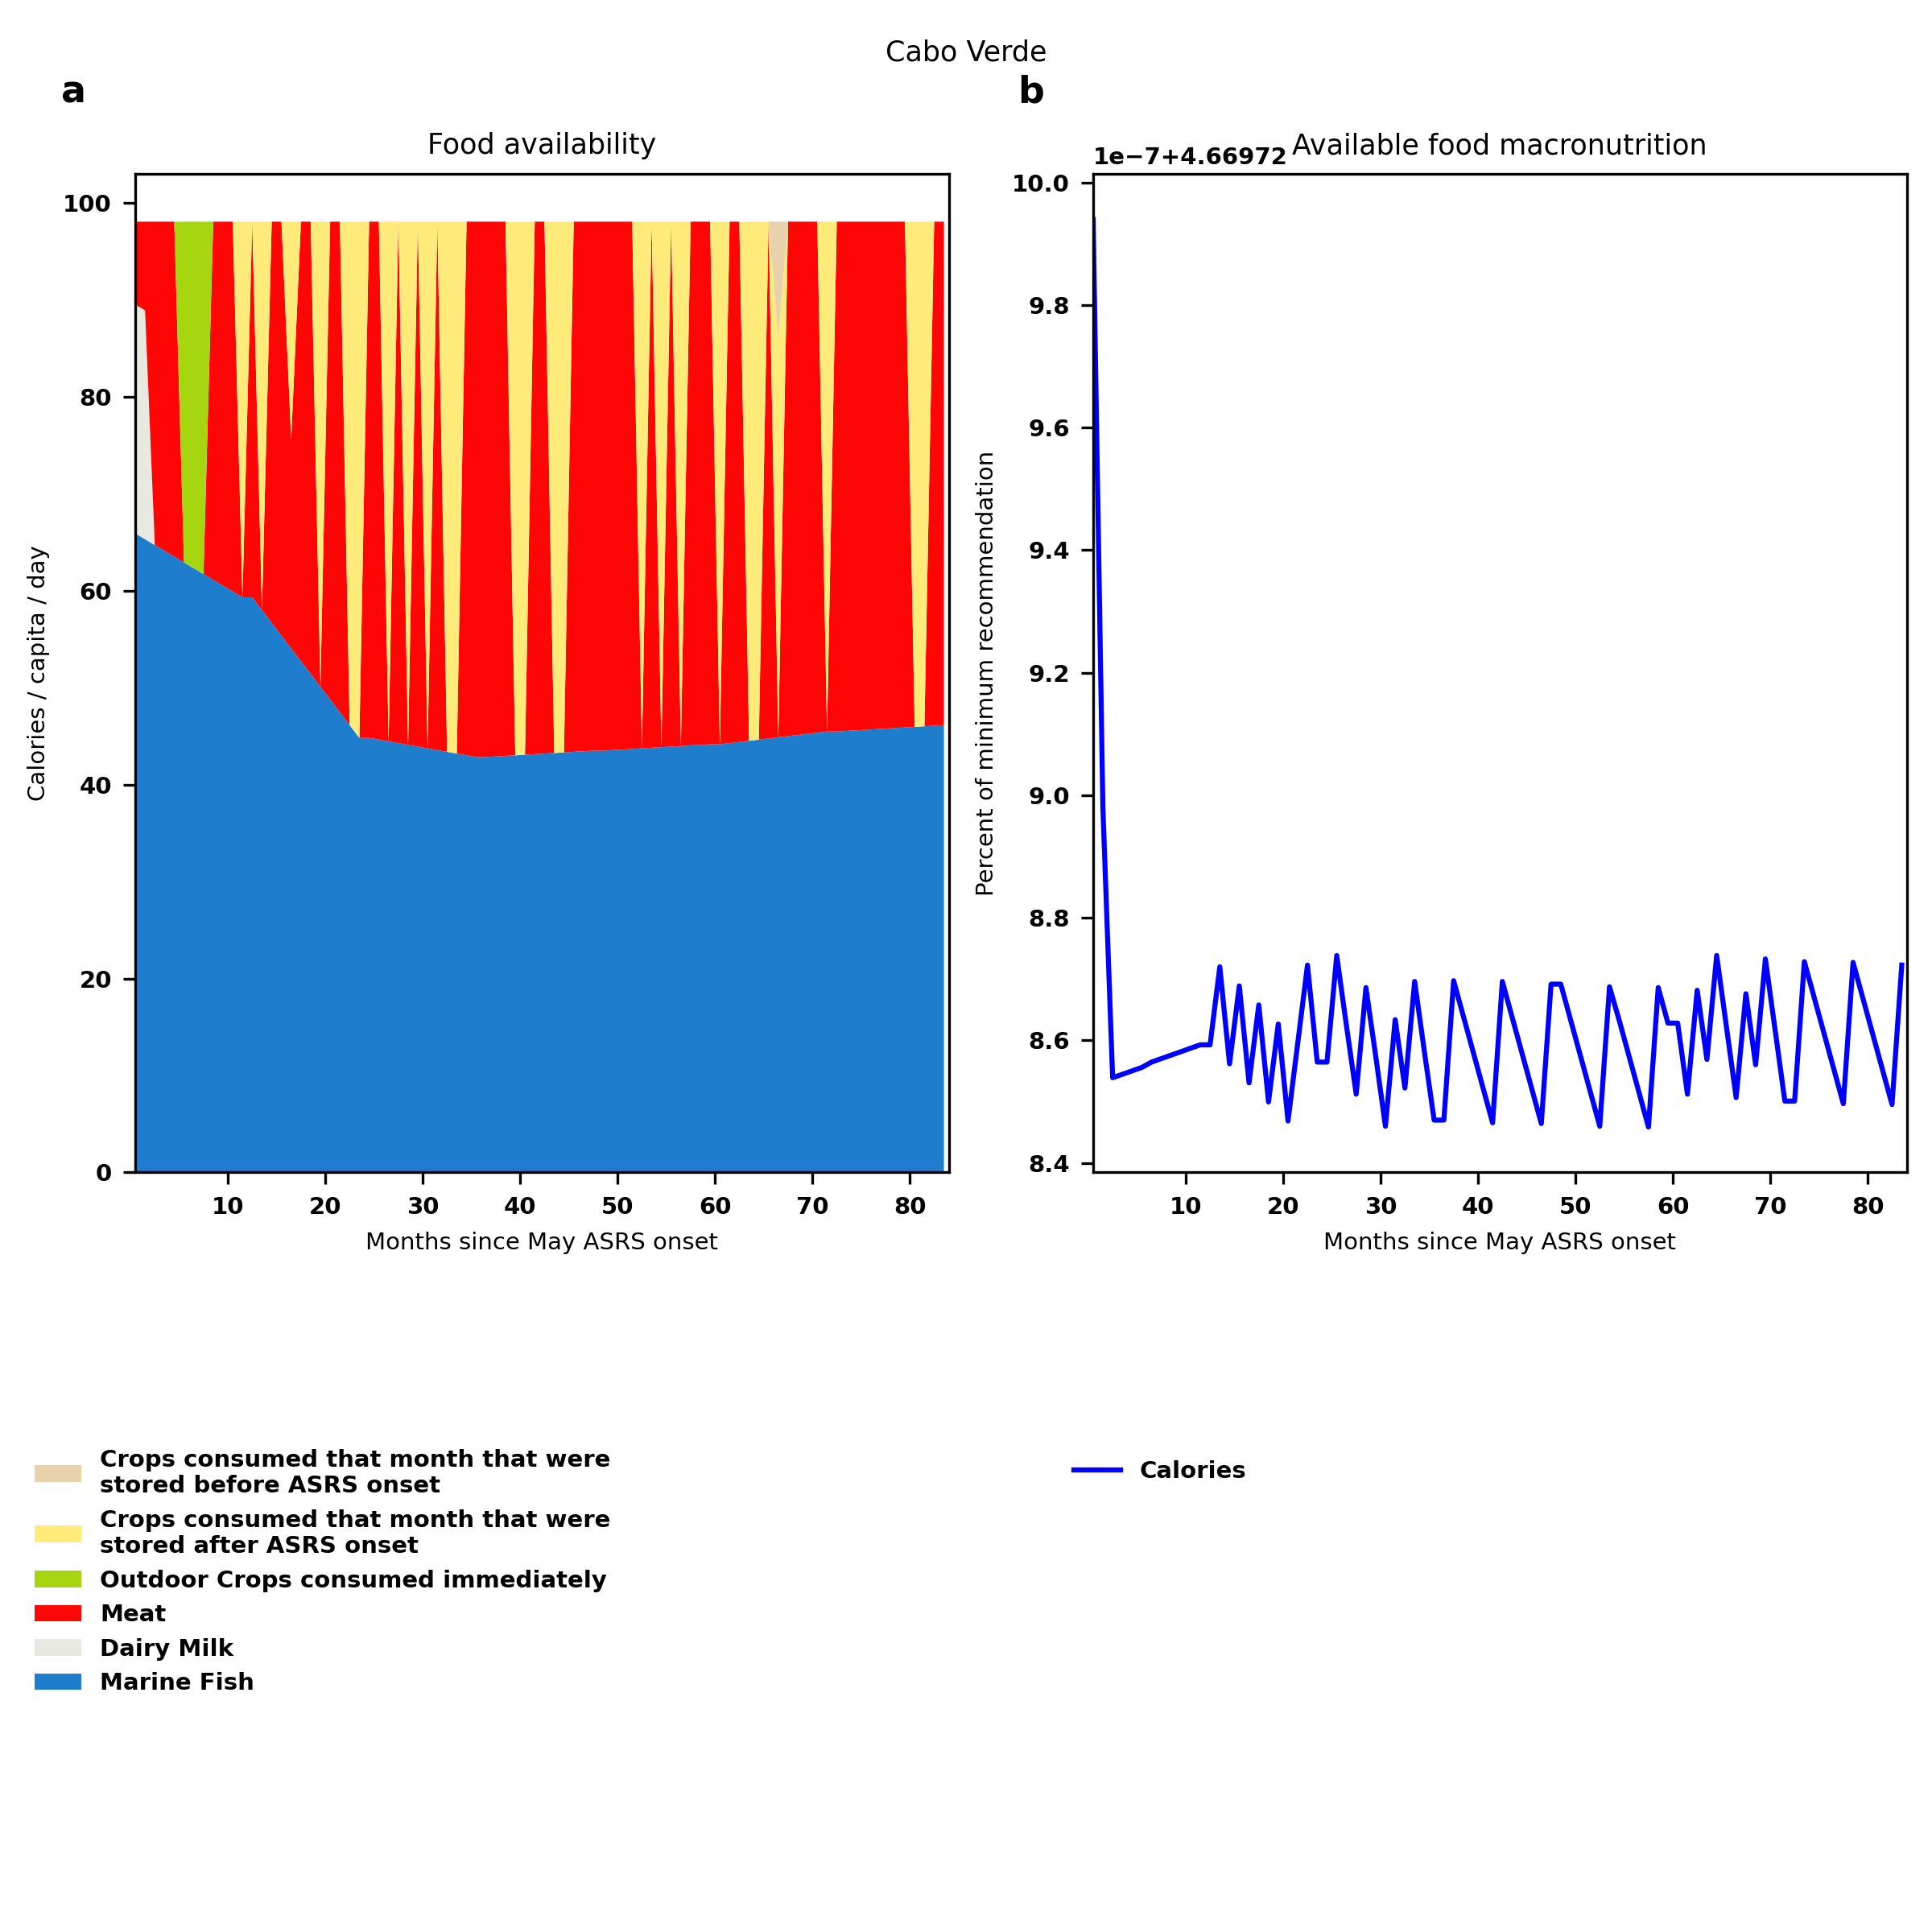 Cabo Verde
a
b
Food availability
Available food macronutrition
1e−7+4.66972
100
80
60
40
20
0
Calories / capita / day
10 20 30 40 50 60 70 80
Months since May ASRS onset
10.0
9.8
9.6
9.4
9.2
9.0
8.8
8.6
8.4
Percent of minimum recommendation
10 20 30 40 50 60 70 80
Months since May ASRS onset
Crops consumed that month that were
stored before ASRS onset
Crops consumed that month that were
stored after ASRS onset
Outdoor Crops consumed immediately
Meat
Dairy Milk
Marine Fish
Calories